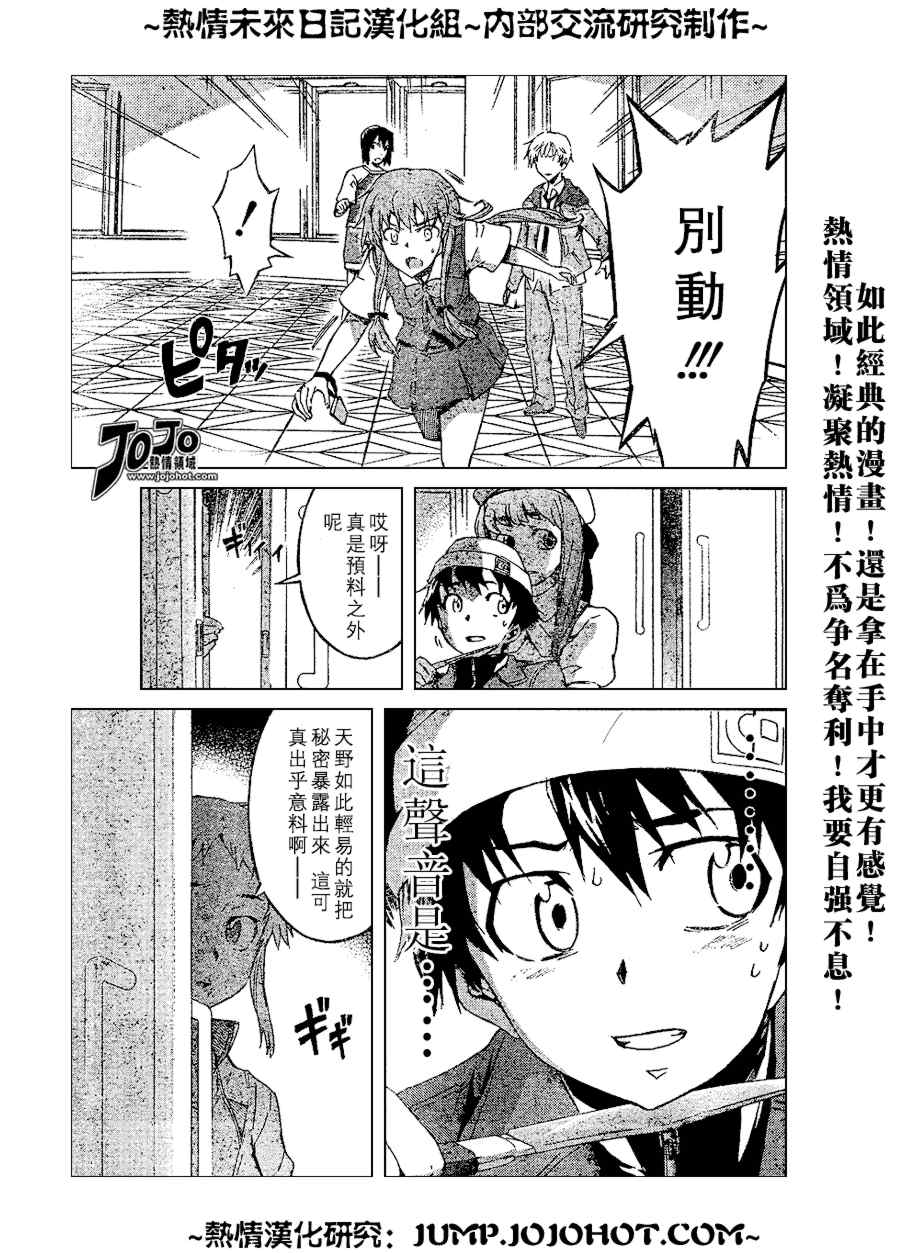 ~熱情未來日記漢化組~內部交流研究制作~
別動!!!
!
ピタッ
JOJO
熱情領域
www.jojohot.com
哎呀——
真是預料之外
呢
ギィィィ
這聲音是……
……
天野如此輕易的就把
秘密暴露出來 這可
真出乎意料——
ギギ
如此經典的漫畫！還是拿在手中才更有感覺！
熱情領域！凝聚熱情！不爲争名奪利！我要自强不息！
~熱情漢化研究：JUMP.JOJOHOT.COM~